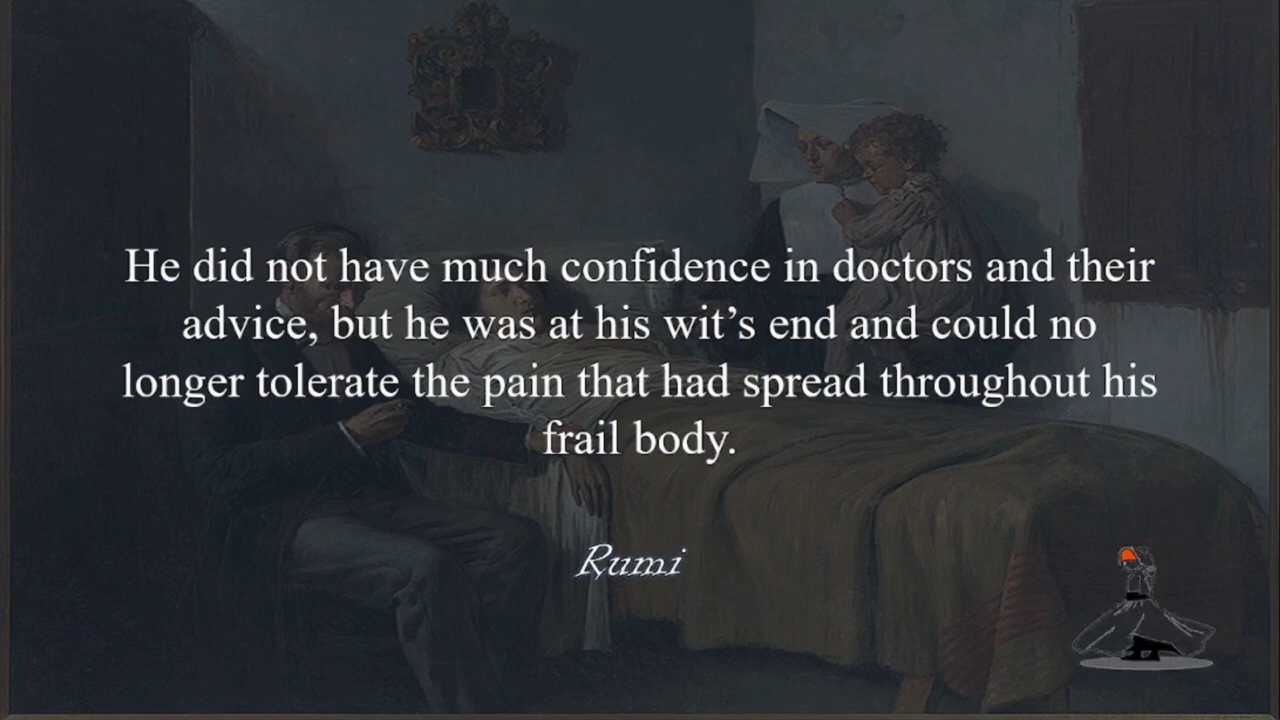 He did not have much confidence in doctors and their
advice, but he was at his wit’s end and could no
longer tolerate the pain that had spread throughout his
frail body.
Rumi